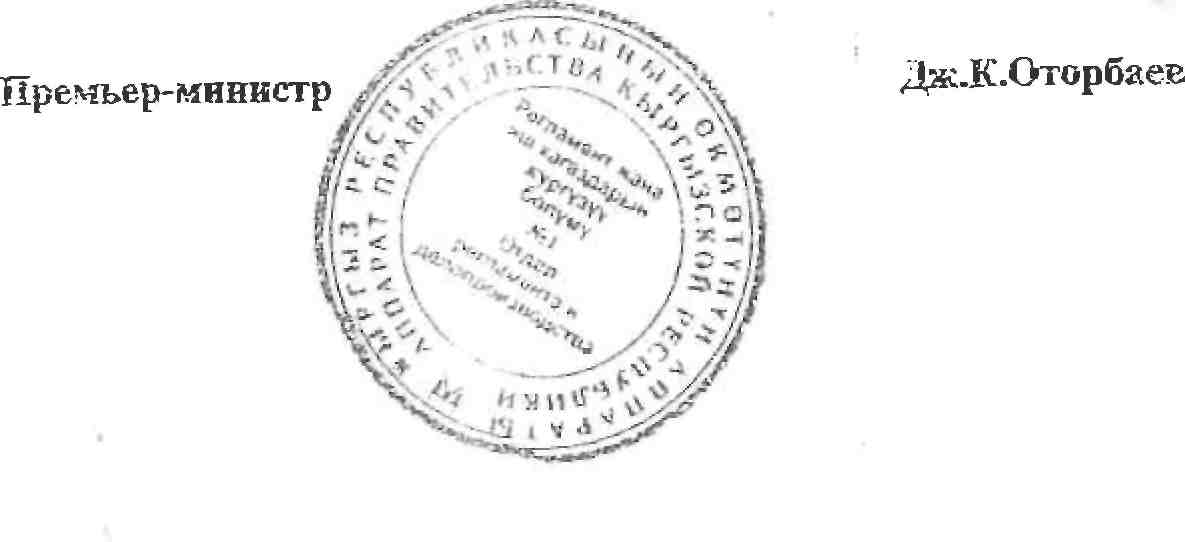 Премьер-министр
Дж.К.Оторбаев
КЫРГЫЗ РЕСПУБЛИКАСЫНЫН ОКМОТУНУН АППАРАТЫ
АППАРАТ ПРАВИТЕЛЬСТВА КЫРГЫЗСКОЙ РЕСПУБЛИКИ
Регламент жана
иш кагаздарын
жүргүзүү
бөлүмү
№1
Отдел
регламента и
делопроизводства